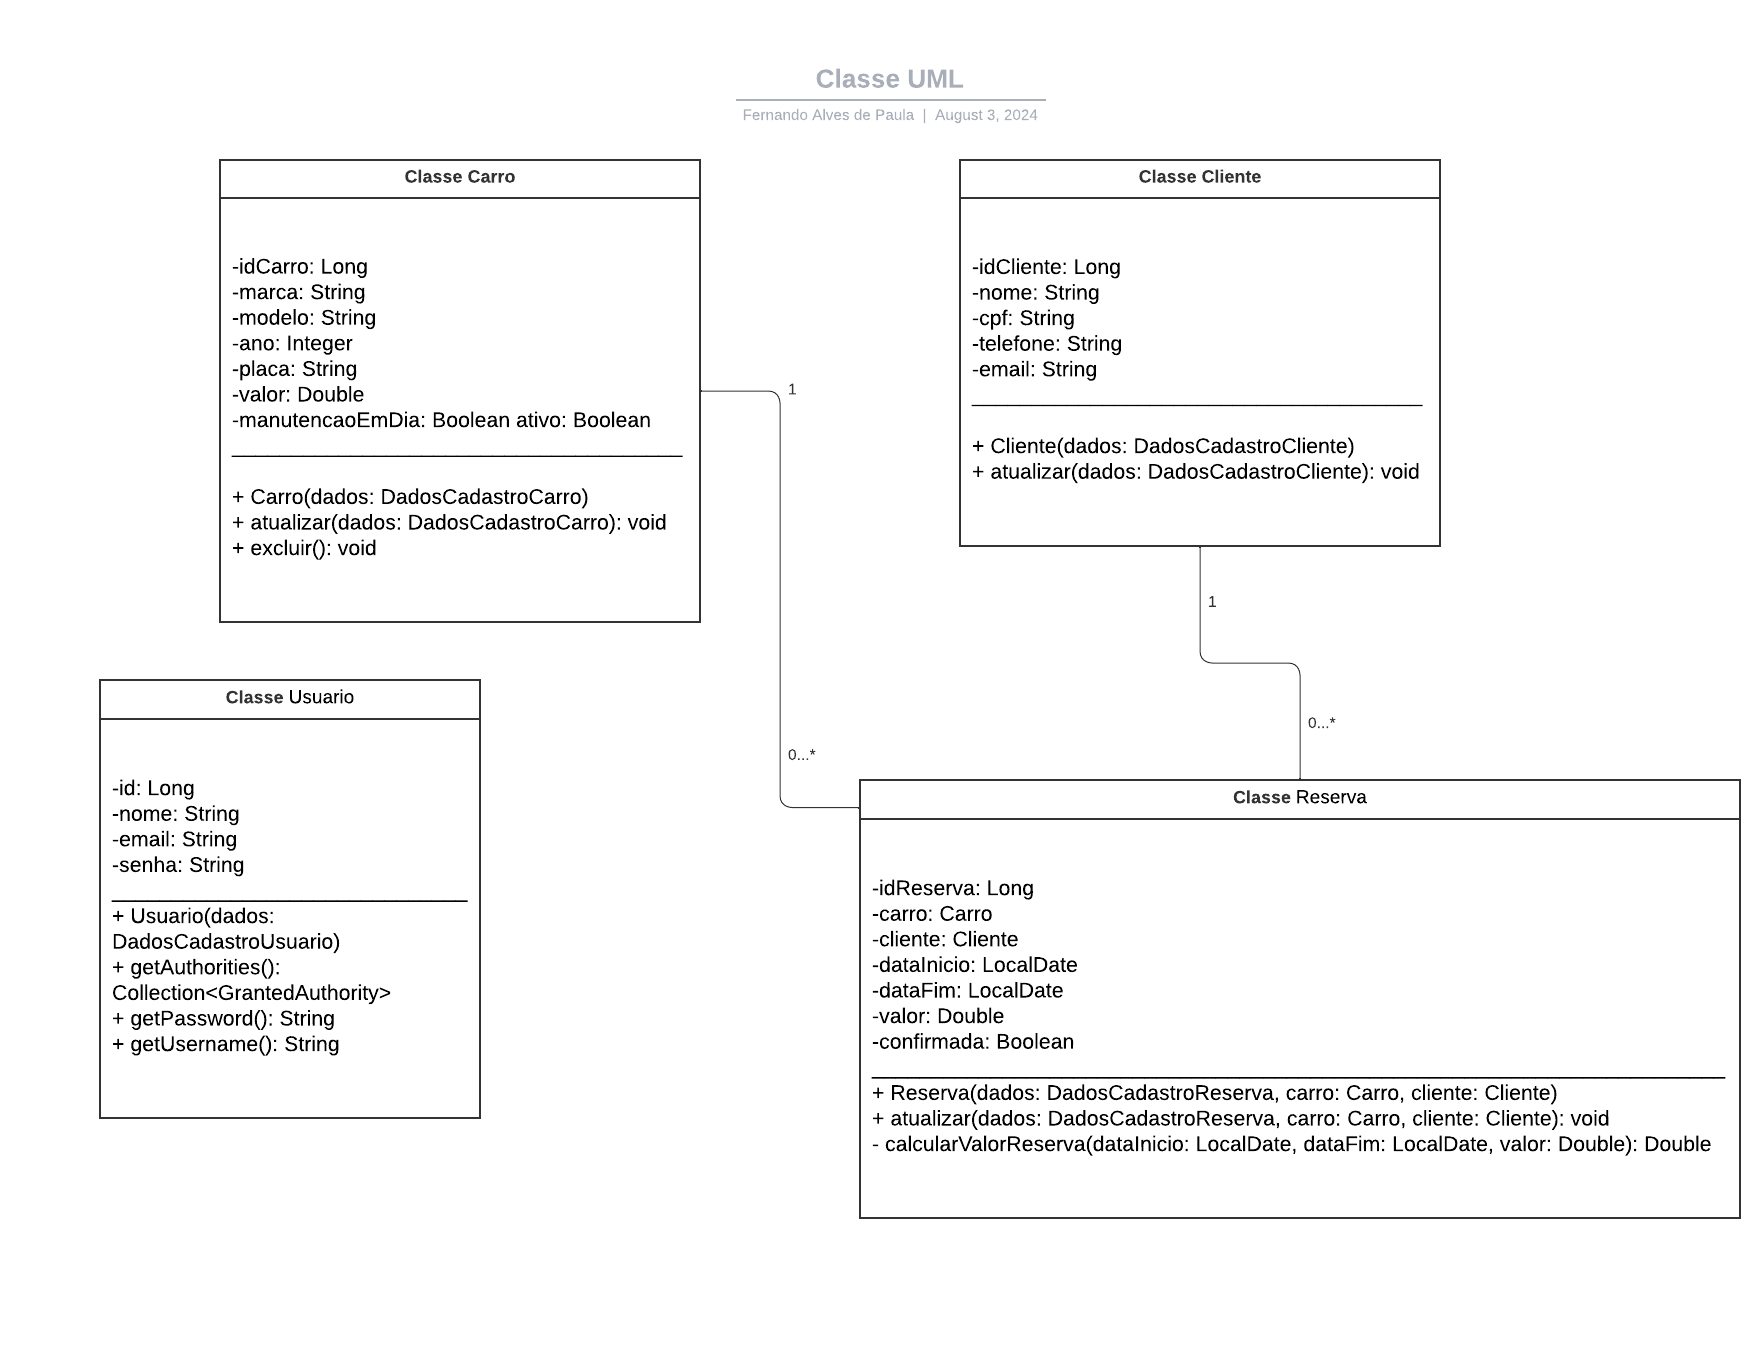 Classe UML
Fernando Alves de Paula | August 3, 2024
Classe Carro
-idCarro: Long
-marca: String
-modelo: String
-ano: Integer
-placa: String
-valor: Double
-manutencaoEmDia: Boolean ativo: Boolean
+ Carro(dados: DadosCadastroCarro)
+ atualizar(dados: DadosCadastroCarro): void
+ excluir(): void
Classe Cliente
-idCliente: Long
-nome: String
-cpf: String
-telefone: String
-email: String
+ Cliente(dados: DadosCadastroCliente)
+ atualizar(dados: DadosCadastroCliente): void
1
0...*
1
0...*
Classe Usuario
-id: Long
-nome: String
-email: String
-senha: String
+ Usuario(dados:
DadosCadastroUsuario)
+ getAuthorities():
Collection<GrantedAuthority>
+ getPassword(): String
+ getUsername(): String
Classe Reserva
-idReserva: Long
-carro: Carro
-cliente: Cliente
-dataInicio: LocalDate
-dataFim: LocalDate
-valor: Double
-confirmada: Boolean
+ Reserva(dados: DadosCadastroReserva, carro: Carro, cliente: Cliente)
+ atualizar(dados: DadosCadastroReserva, carro: Carro, cliente: Cliente): void
- calcularValorReserva(dataInicio: LocalDate, dataFim: LocalDate, valor: Double): Double